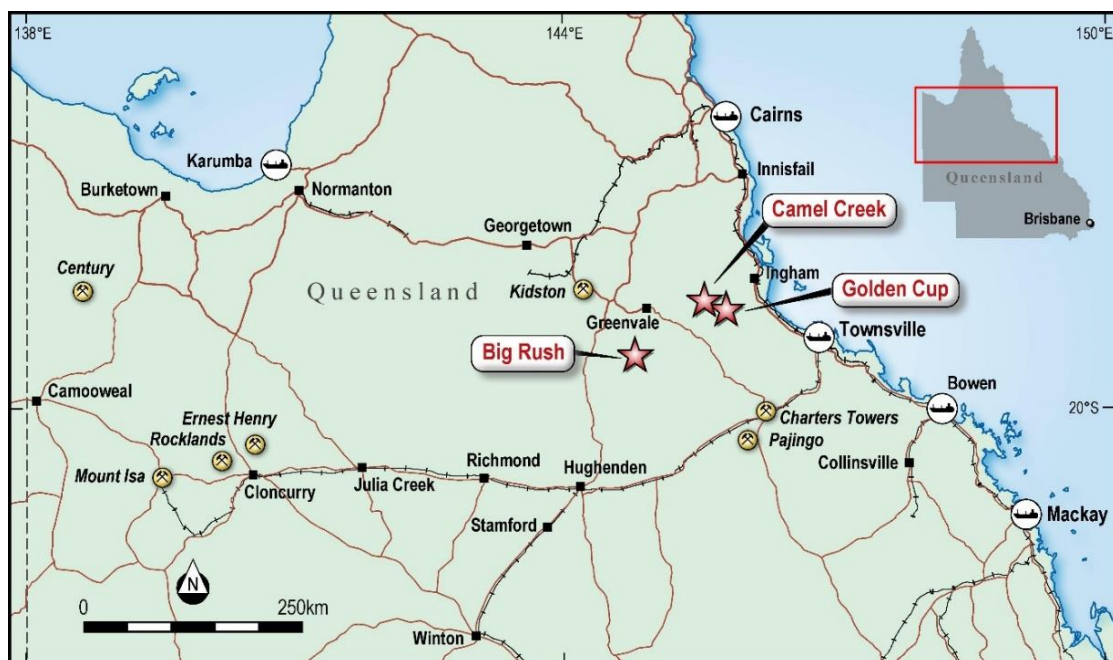 138°E
144°E
150°E
Cairns
Karumba
Innisfail
Burketown
Normanton
Queensland
Camel Creek
Georgetown
Brisbane
Century
Ingham
Queensland
Kidston
Golden Cup
Greenvale
Townsville
Big Rush
Camooweal
Bowen
20°S
Ernest Henry
Charters Towers
Rocklands
Pajingo
Mount Isa
Richmond
Hughenden
Collinsville
Cloncurry
Julia Creek
Stamford
Mackay
N
0
250km
Winton